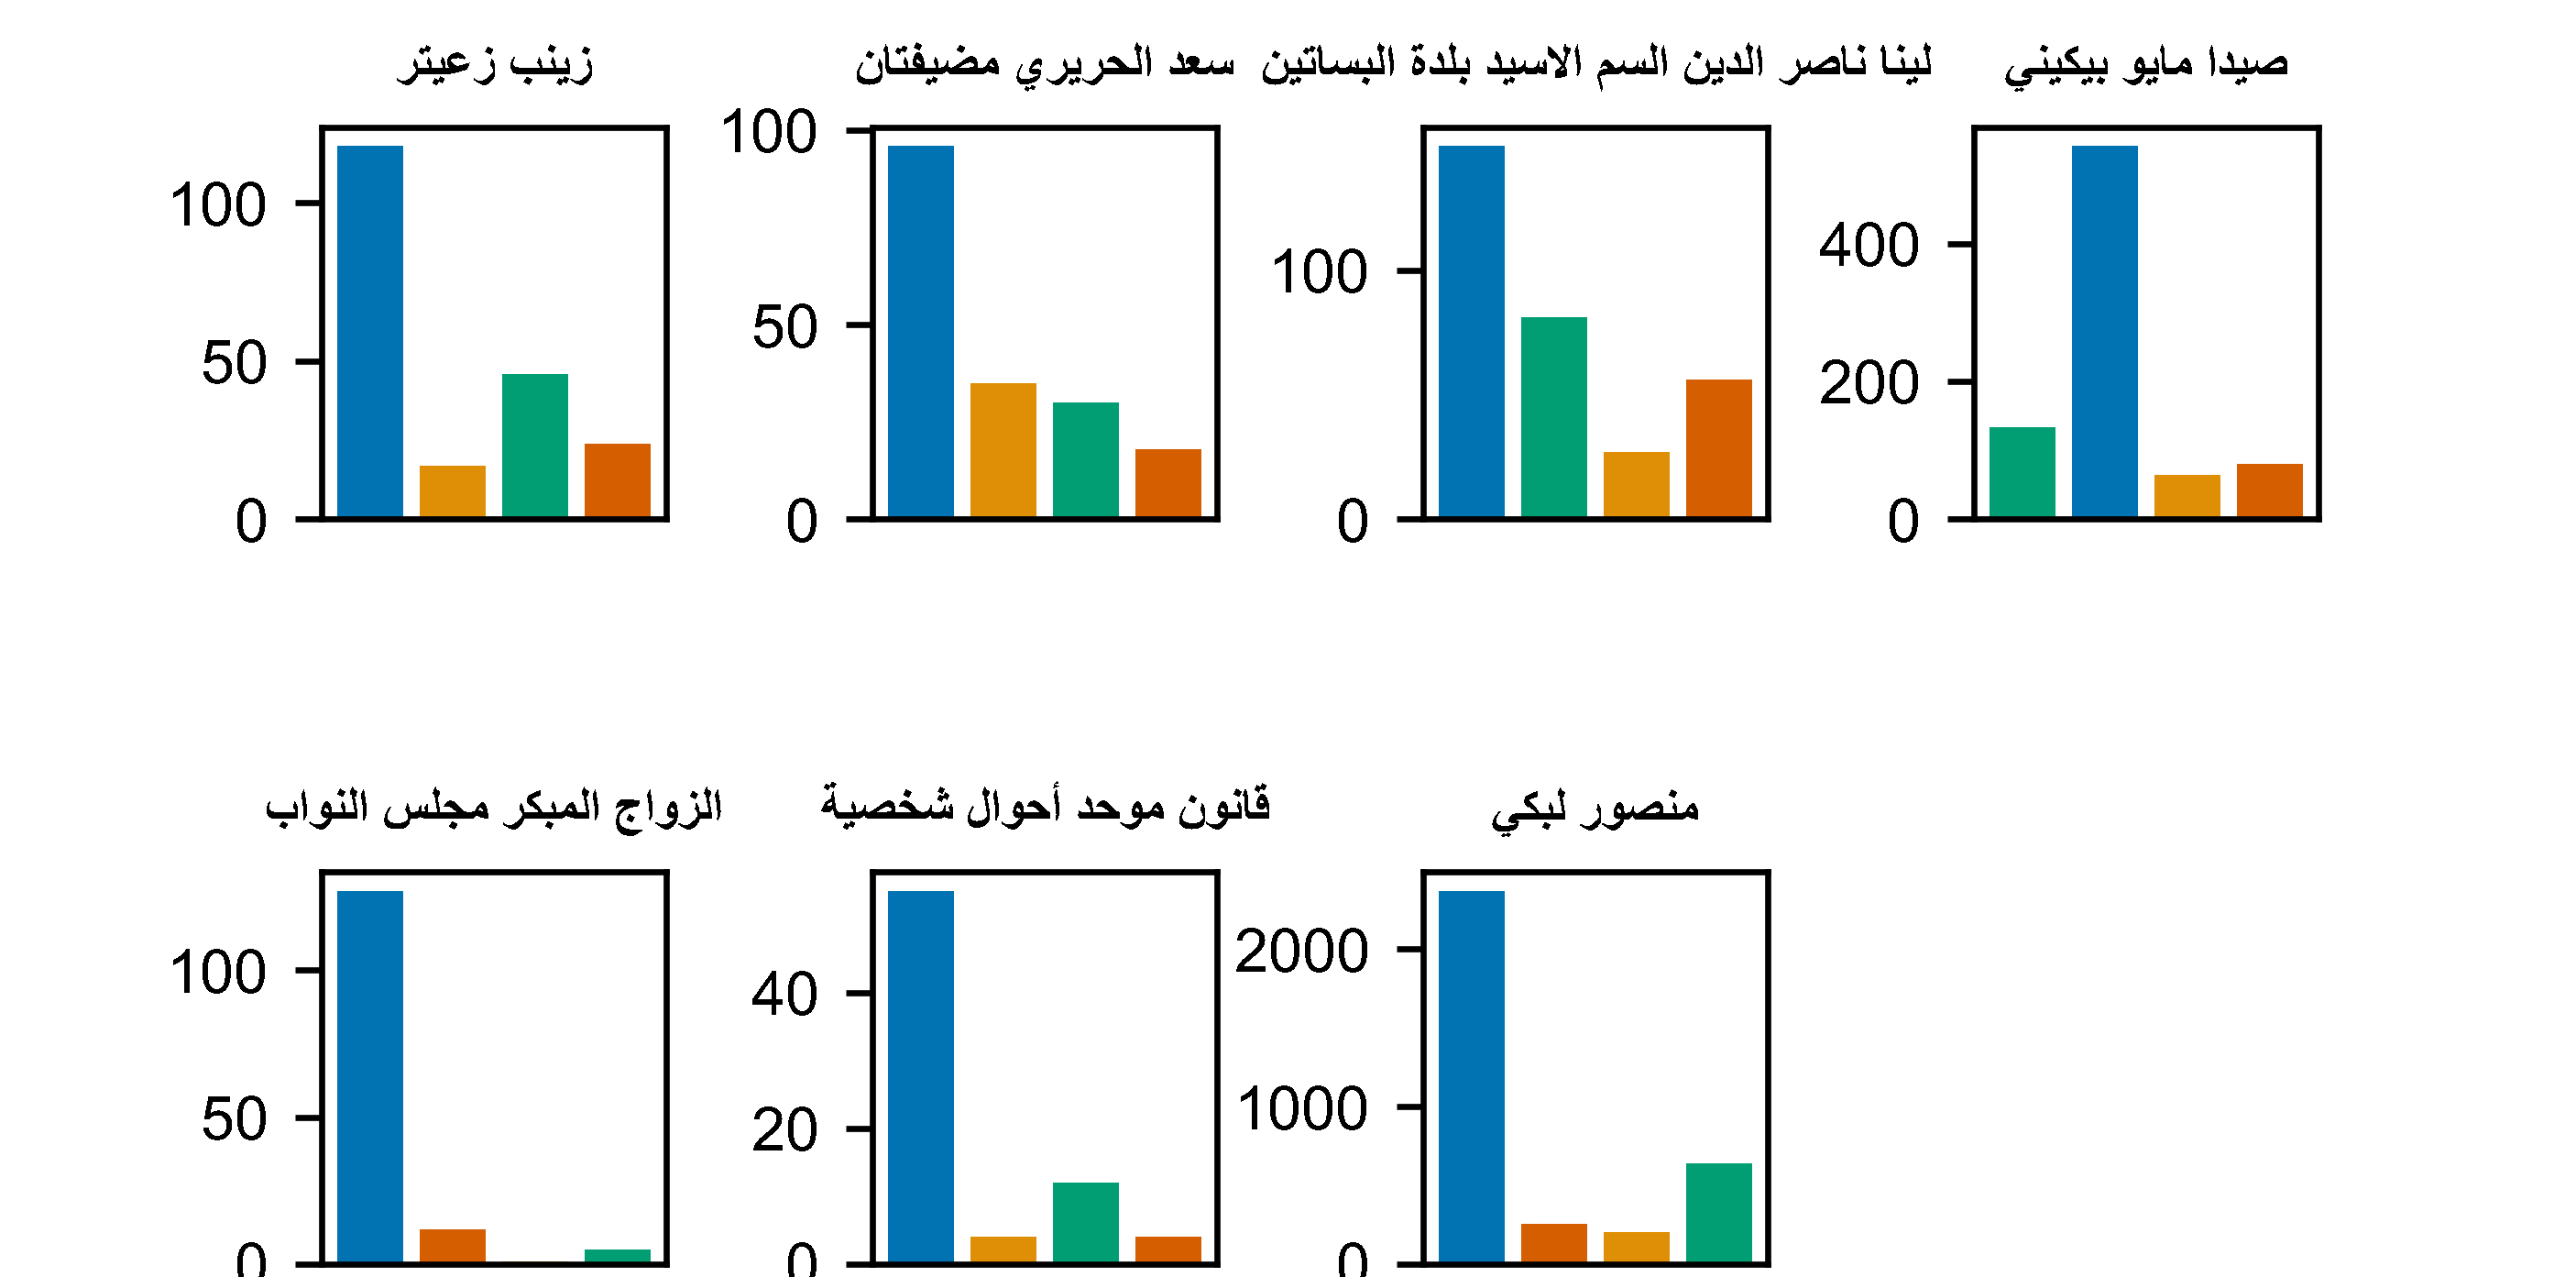 زينب زعيتر
سعد الحريري مضيفتان
لينا ناصر الدين السم الاسيد بلدة البساتين
صيدا مايو بيكيني
100
50
0
100
50
0
100
0
400
200
0
الزواج المبكر مجلس النواب
قانون موحد أحوال شخصية
منصور لبكي
100
50
0
40
20
0
2000
1000
0